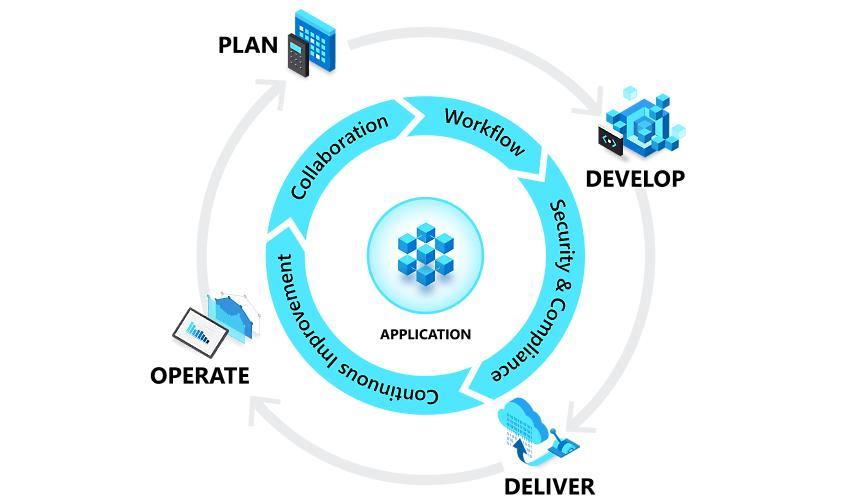 PLAN
DEVELOP
DELIVER
OPERATE
Collaboration
Workflow
Security & Compliance
Continuous Improvement
APPLICATION